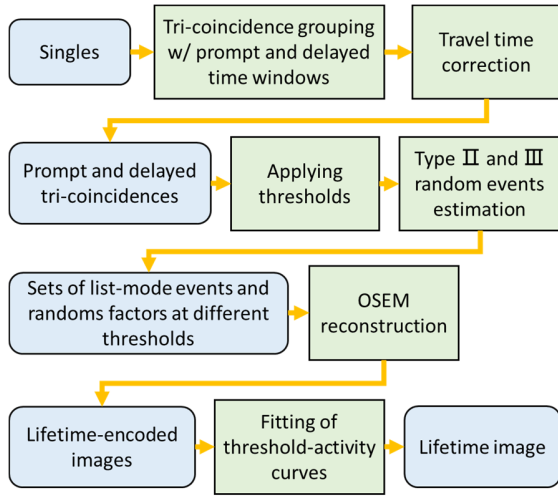 Singles
Tri-coincidence grouping
w/ prompt and delayed
time windows
Travel time
correction
Prompt and delayed
tri-coincidences
Applying
thresholds
Type Ⅱ and Ⅲ
random events
estimation
Sets of list-mode events and
randoms factors at different
thresholds
OSEM
reconstruction
Lifetime-encoded
images
Fitting of
threshold-activity
curves
Lifetime image